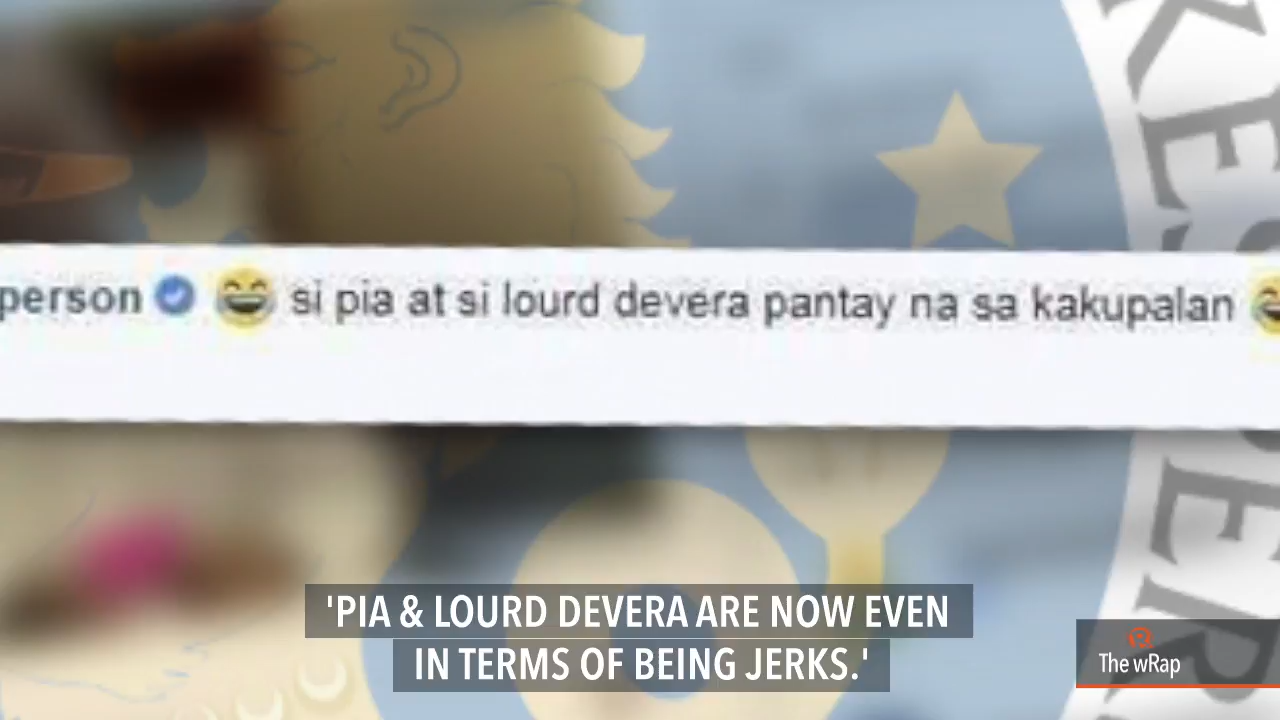 person si pia at si lourd devera pantay na sa kakupalan
'PIA & LOURD DEVERA ARE NOW EVEN
IN TERMS OF BEING JERKS.'
The wRap